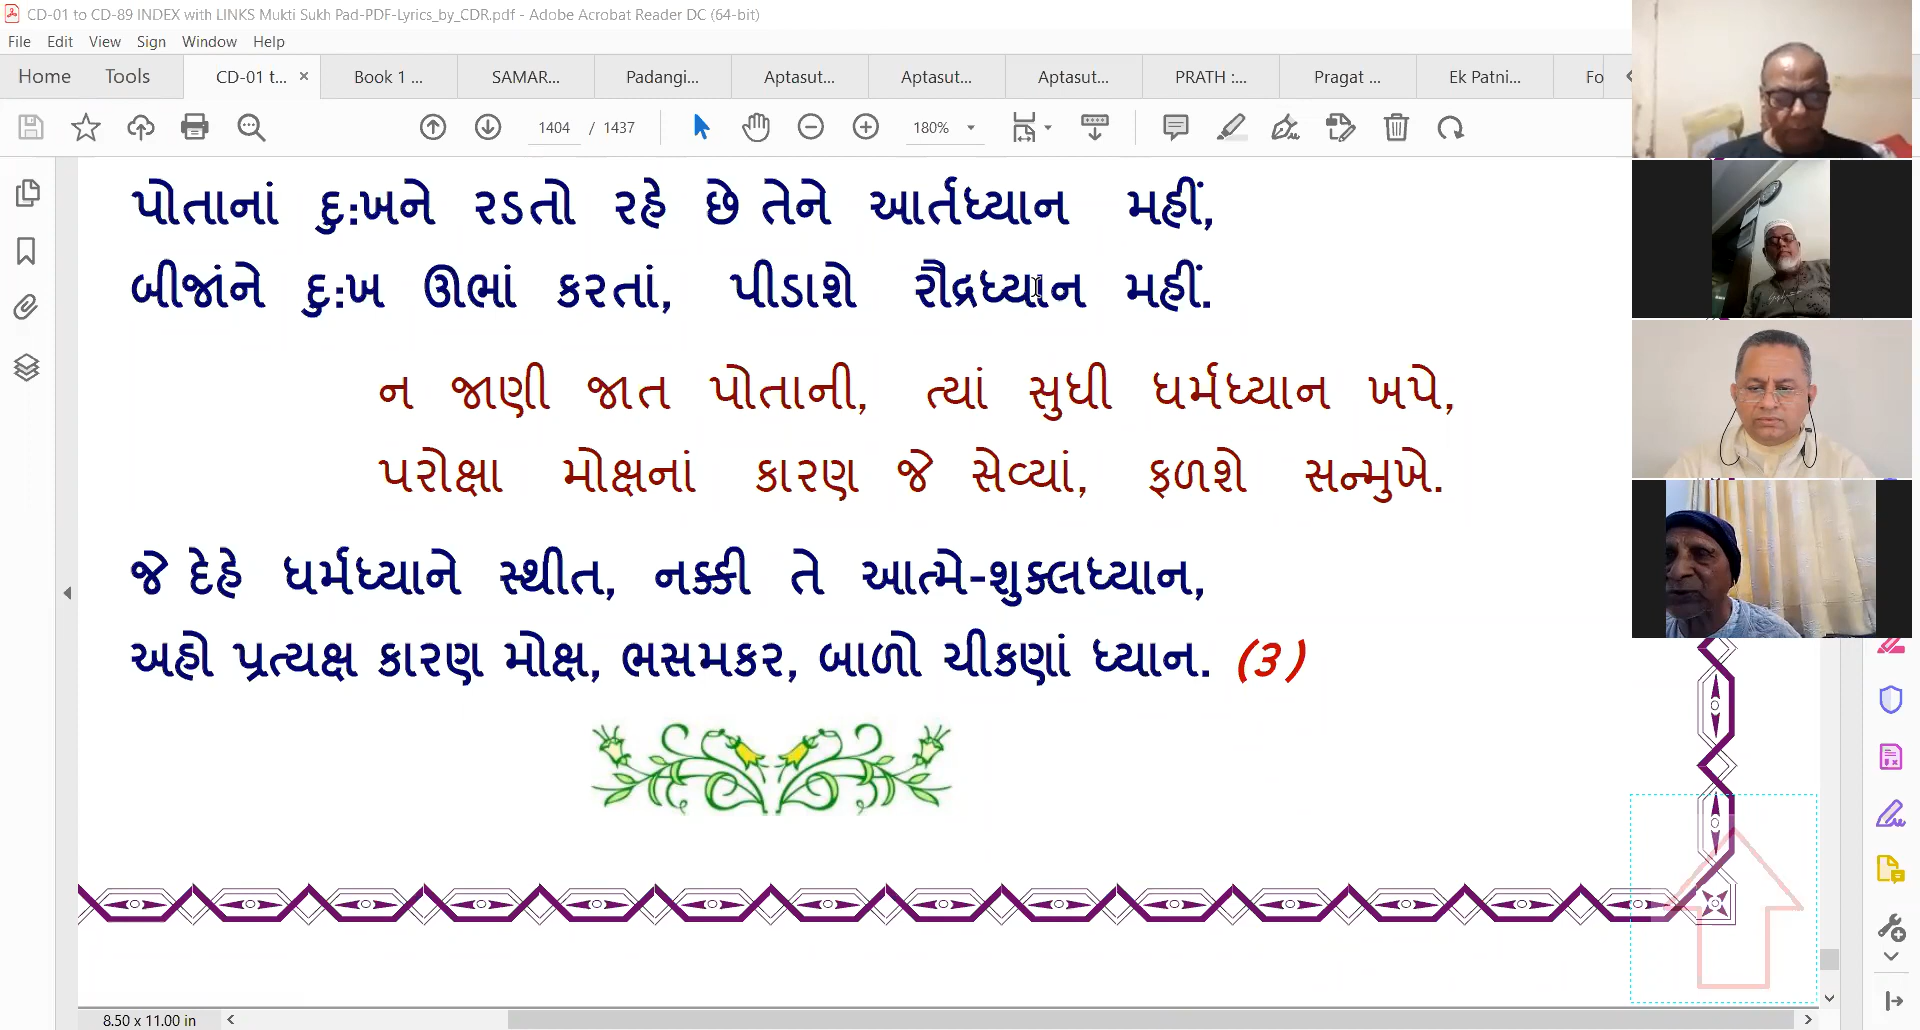 CD-01 to CD-89 INDEX with LINKS Mukti Sukh Pad-PDF-Lyrics_by_CDR.pdf - Adobe Acrobat Reader DC (64-bit)
File Edit View Sign Window Help
Home Tools CD-01 t... × Book 1 ... SAMAR... Padangi... Aptasut... Aptasut... Aptasut... PRATH :... Pragat ... Ek Patni... Fo
1404 / 1437 180%
પોતાનાં દુઃખને રડતો રહે છે તેને આર્તધ્યાન મહીં,
બીજાંને દુઃખ ઊભાં કરતાં, પીડાશે રૌદ્રધ્યાન મહીં.
ન જાણી જાત પોતાની, ત્યાં સુધી ધર્મધ્યાન ખપે,
પરોક્ષા મોક્ષનાં કારણ જે સેવ્યાં, ફળશે સન્મુખે.
જે દેહે ધર્મધ્યાને સ્થીત, નક્કી તે આત્મે-શુક્લધ્યાન,
અહો પ્રત્યક્ષ કારણ મોક્ષ, ભસમકર, બાળો ચીકણાં ધ્યાન. (૩)
8.50 x 11.00 in